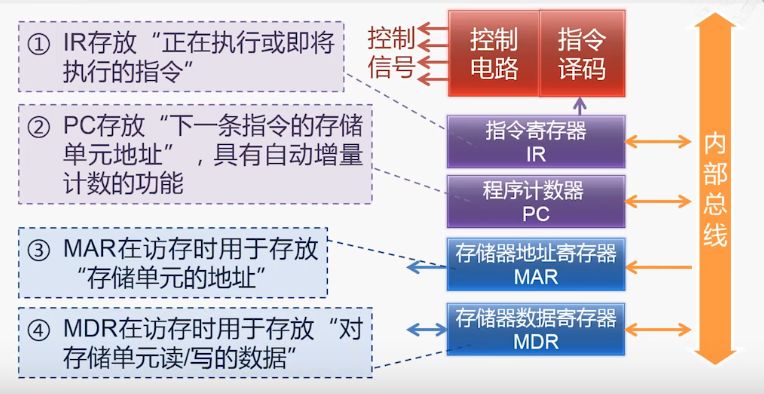 ① IR存放“正在执行或即将
执行的指令”
② PC存放“下一条指令的存储
单元地址”，具有自动增量
计数的功能
③ MAR在访存时用于存放
“存储单元的地址”
④ MDR在访存时用于存放“对
存储单元读/写的数据”
控制
信号
控制
电路
指令
译码
指令寄存器
IR
程序计数器
PC
存储器地址寄存器
MAR
存储器数据寄存器
MDR
内部总线